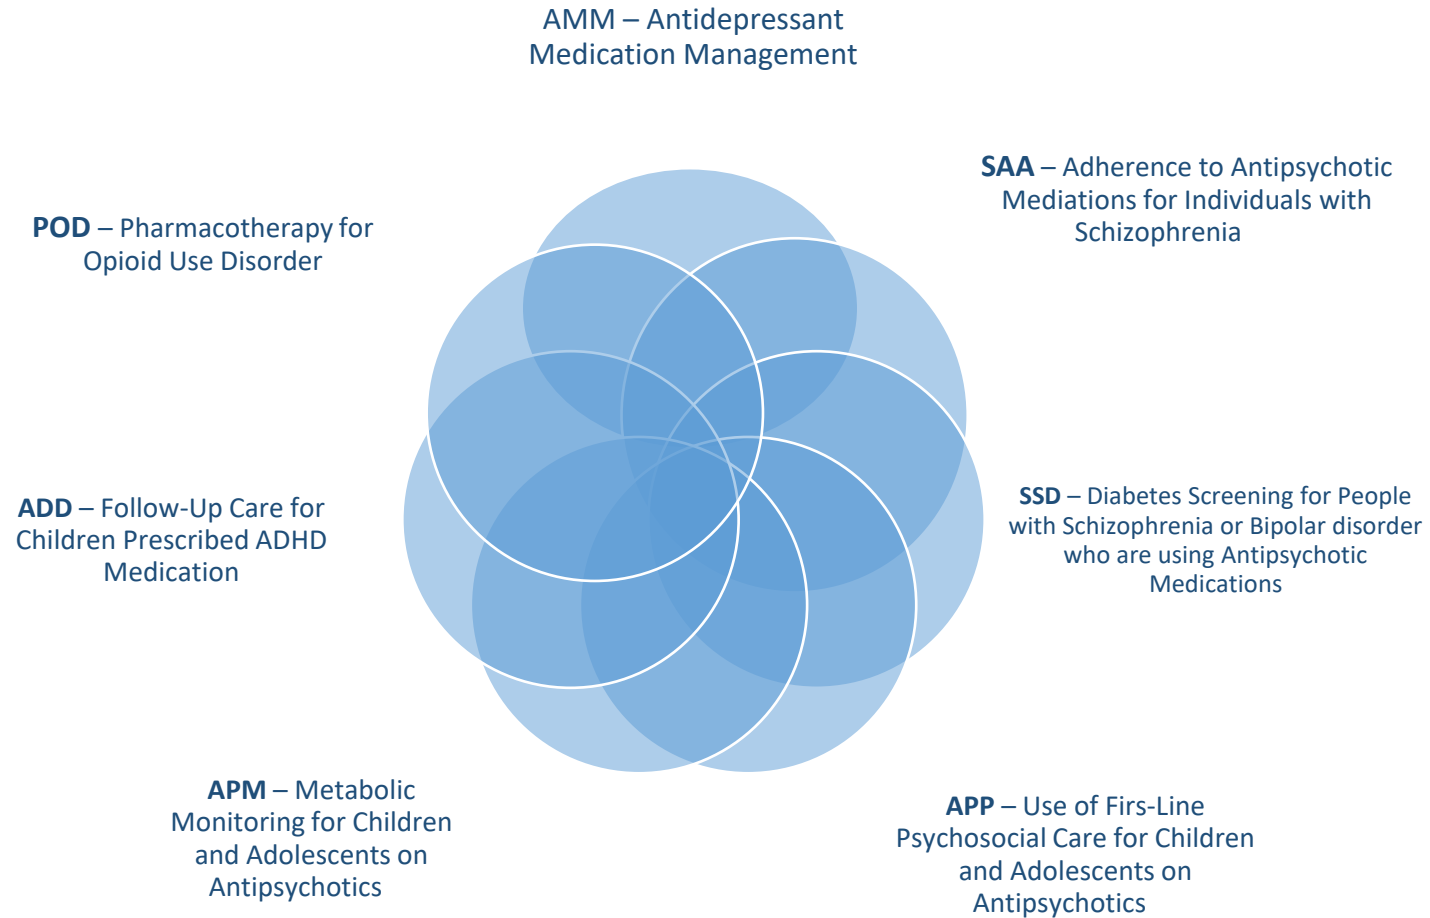 AMM – Antidepressant
Medication Management
SAA – Adherence to Antipsychotic
Mediations for Individuals with
Schizophrenia
SSD – Diabetes Screening for People
with Schizophrenia or Bipolar disorder
who are using Antipsychotic
Medications
APP – Use of Firs-Line
Psychosocial Care for Children
and Adolescents on
Antipsychotics
APM – Metabolic
Monitoring for Children
and Adolescents on
Antipsychotics
ADD – Follow-Up Care for
Children Prescribed ADHD
Medication
POD – Pharmacotherapy for
Opioid Use Disorder